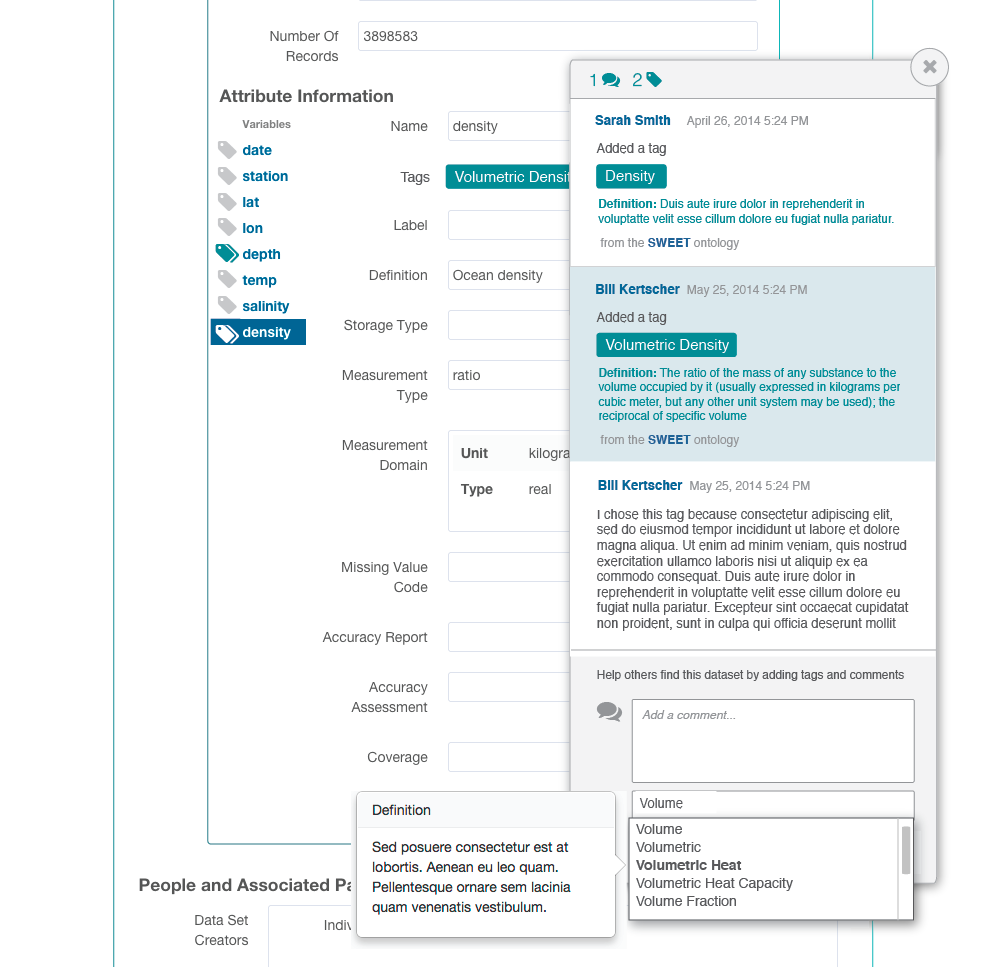 Number Of
Records
3898583
Attribute Information
Variables
date
station
lat
lon
depth
temp
salinity
density
Name
density
Tags
Volumetric Densit
Label
Definition
Ocean density
Storage Type
Measurement
Type
ratio
Measurement
Domain
Unit
kilogra
Type
real
Missing Value
Code
Accuracy Report
Accuracy
Assessment
Coverage
People and Associated Pa
Data Set
Creators
Indiv
1 2
Sarah Smith April 26, 2014 5:24 PM
Added a tag
Density
Definition: Duis aute irure dolor in reprehenderit in
voluptatte velit esse cillum dolore eu fugiat nulla pariatur.
from the SWEET ontology
Bill Kertscher May 25, 2014 5:24 PM
Added a tag
Volumetric Density
Definition: The ratio of the mass of any substance to the
volume occupied by it (usually expressed in kilograms per
cubic meter, but any other unit system may be used); the
reciprocal of specific volume
from the SWEET ontology
Bill Kertscher May 25, 2014 5:24 PM
I chose this tag because consectetur adipiscing elit,
sed do eiusmod tempor incididunt ut labore et dolore
magna aliqua. Ut enim ad minim veniam, quis nostrud
exercitation ullamco laboris nisi ut aliquip ex ea
commodo consequat. Duis aute irure dolor in
reprehenderit in voluptatte velit esse cillum dolore eu
fugiat nulla pariatur. Excepteur sint occaecat cupidatat
non proident, sunt in culpa qui officia deserunt mollit
Help others find this dataset by adding tags and comments
Add a comment...
Volume
Volume
Volumetric
Volumetric Heat
Volumetric Heat Capacity
Volume Fraction
Definition
Sed posuere consectetur est at
lobortis. Aenean eu leo quam.
Pellentesque ornare sem lacinia
quam venenatis vestibulum.